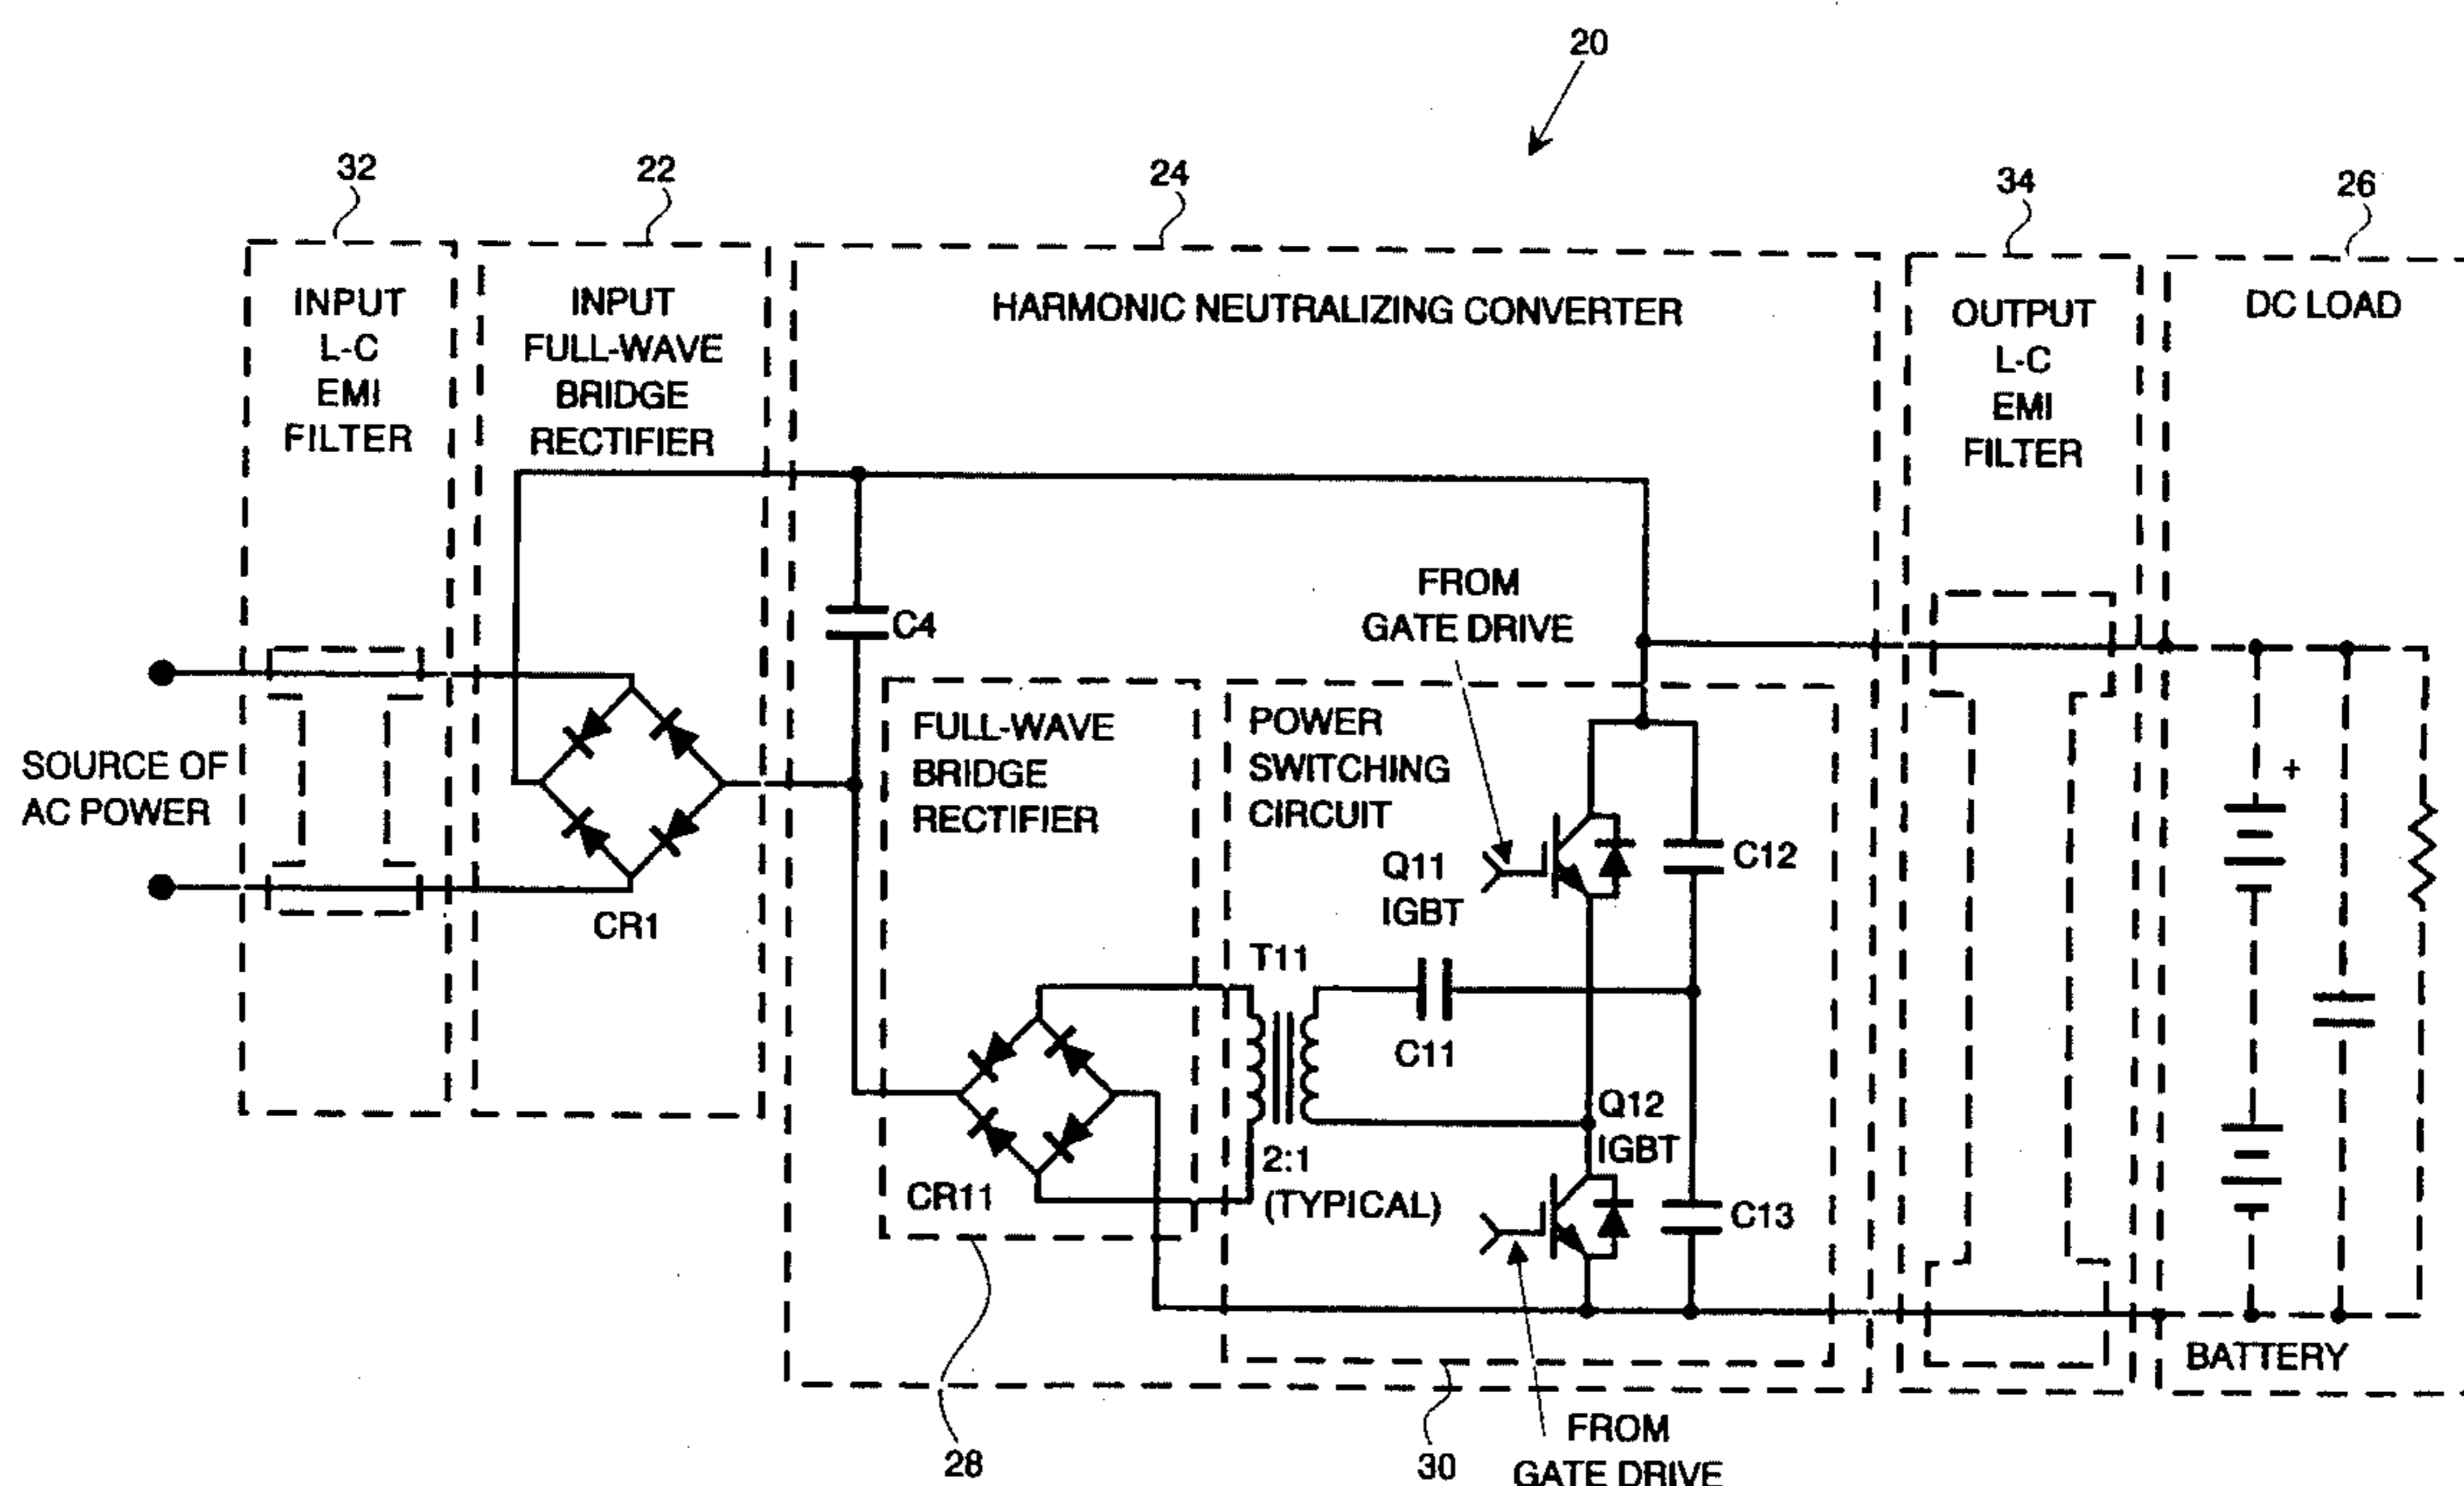 20
32
22
24
34
26
INPUT
L-C
EMI
FILTER
INPUT
FULL-WAVE
BRIDGE
RECTIFIER
HARMONIC NEUTRALIZING CONVERTER
OUTPUT
L-C
EMI
FILTER
DC LOAD
FROM
GATE DRIVE
C4
SOURCE OF
AC POWER
CR1
FULL-WAVE
BRIDGE
RECTIFIER
POWER
SWITCHING
CIRCUIT
+
Q11
IGBT
C12
T11
C11
Q12
IGBT
2:1
(TYPICAL)
CR11
C13
BATTERY
28
30
FROM
GATE DRIVE